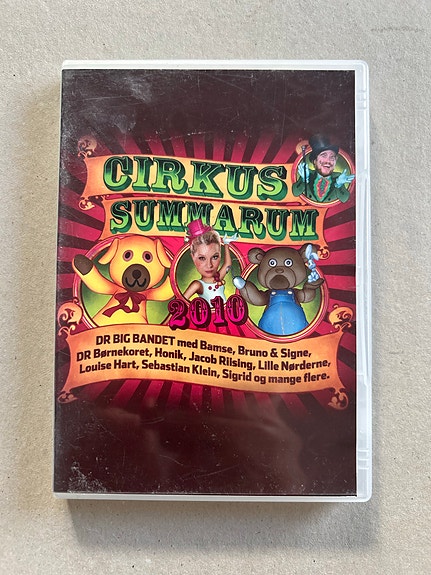 CIRKUS
SUMMARUM
2010
DR BIG BANDET med Bamse, Bruno & Signe,
DR Børnekoret, Honik, Jacob Riising, Lille Nørderne,
Louise Hart, Sebastian Klein, Sigrid og mange flere.